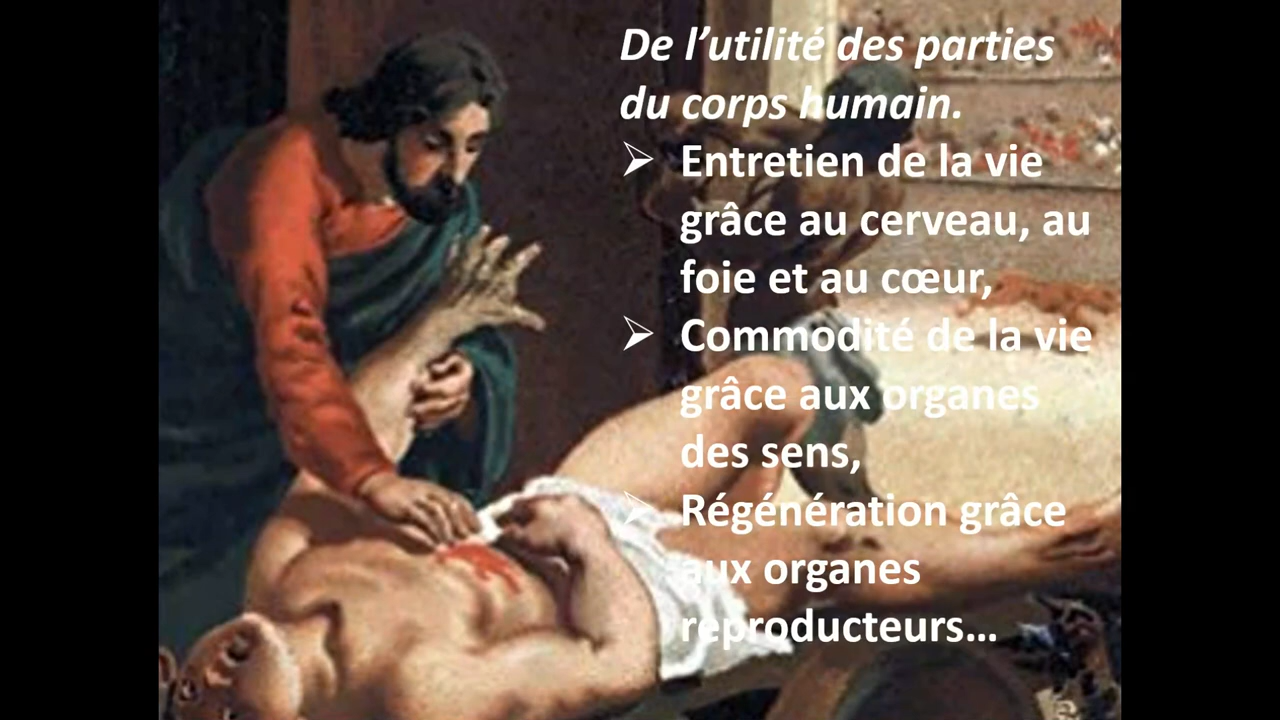 De l’utilité des parties
du corps humain.
➢ Entretien de la vie
grâce au cerveau, au
foie et au cœur,
➢ Commodité de la vie
grâce aux organes
des sens,
➢ Régénération grâce
aux organes
reproducteurs…